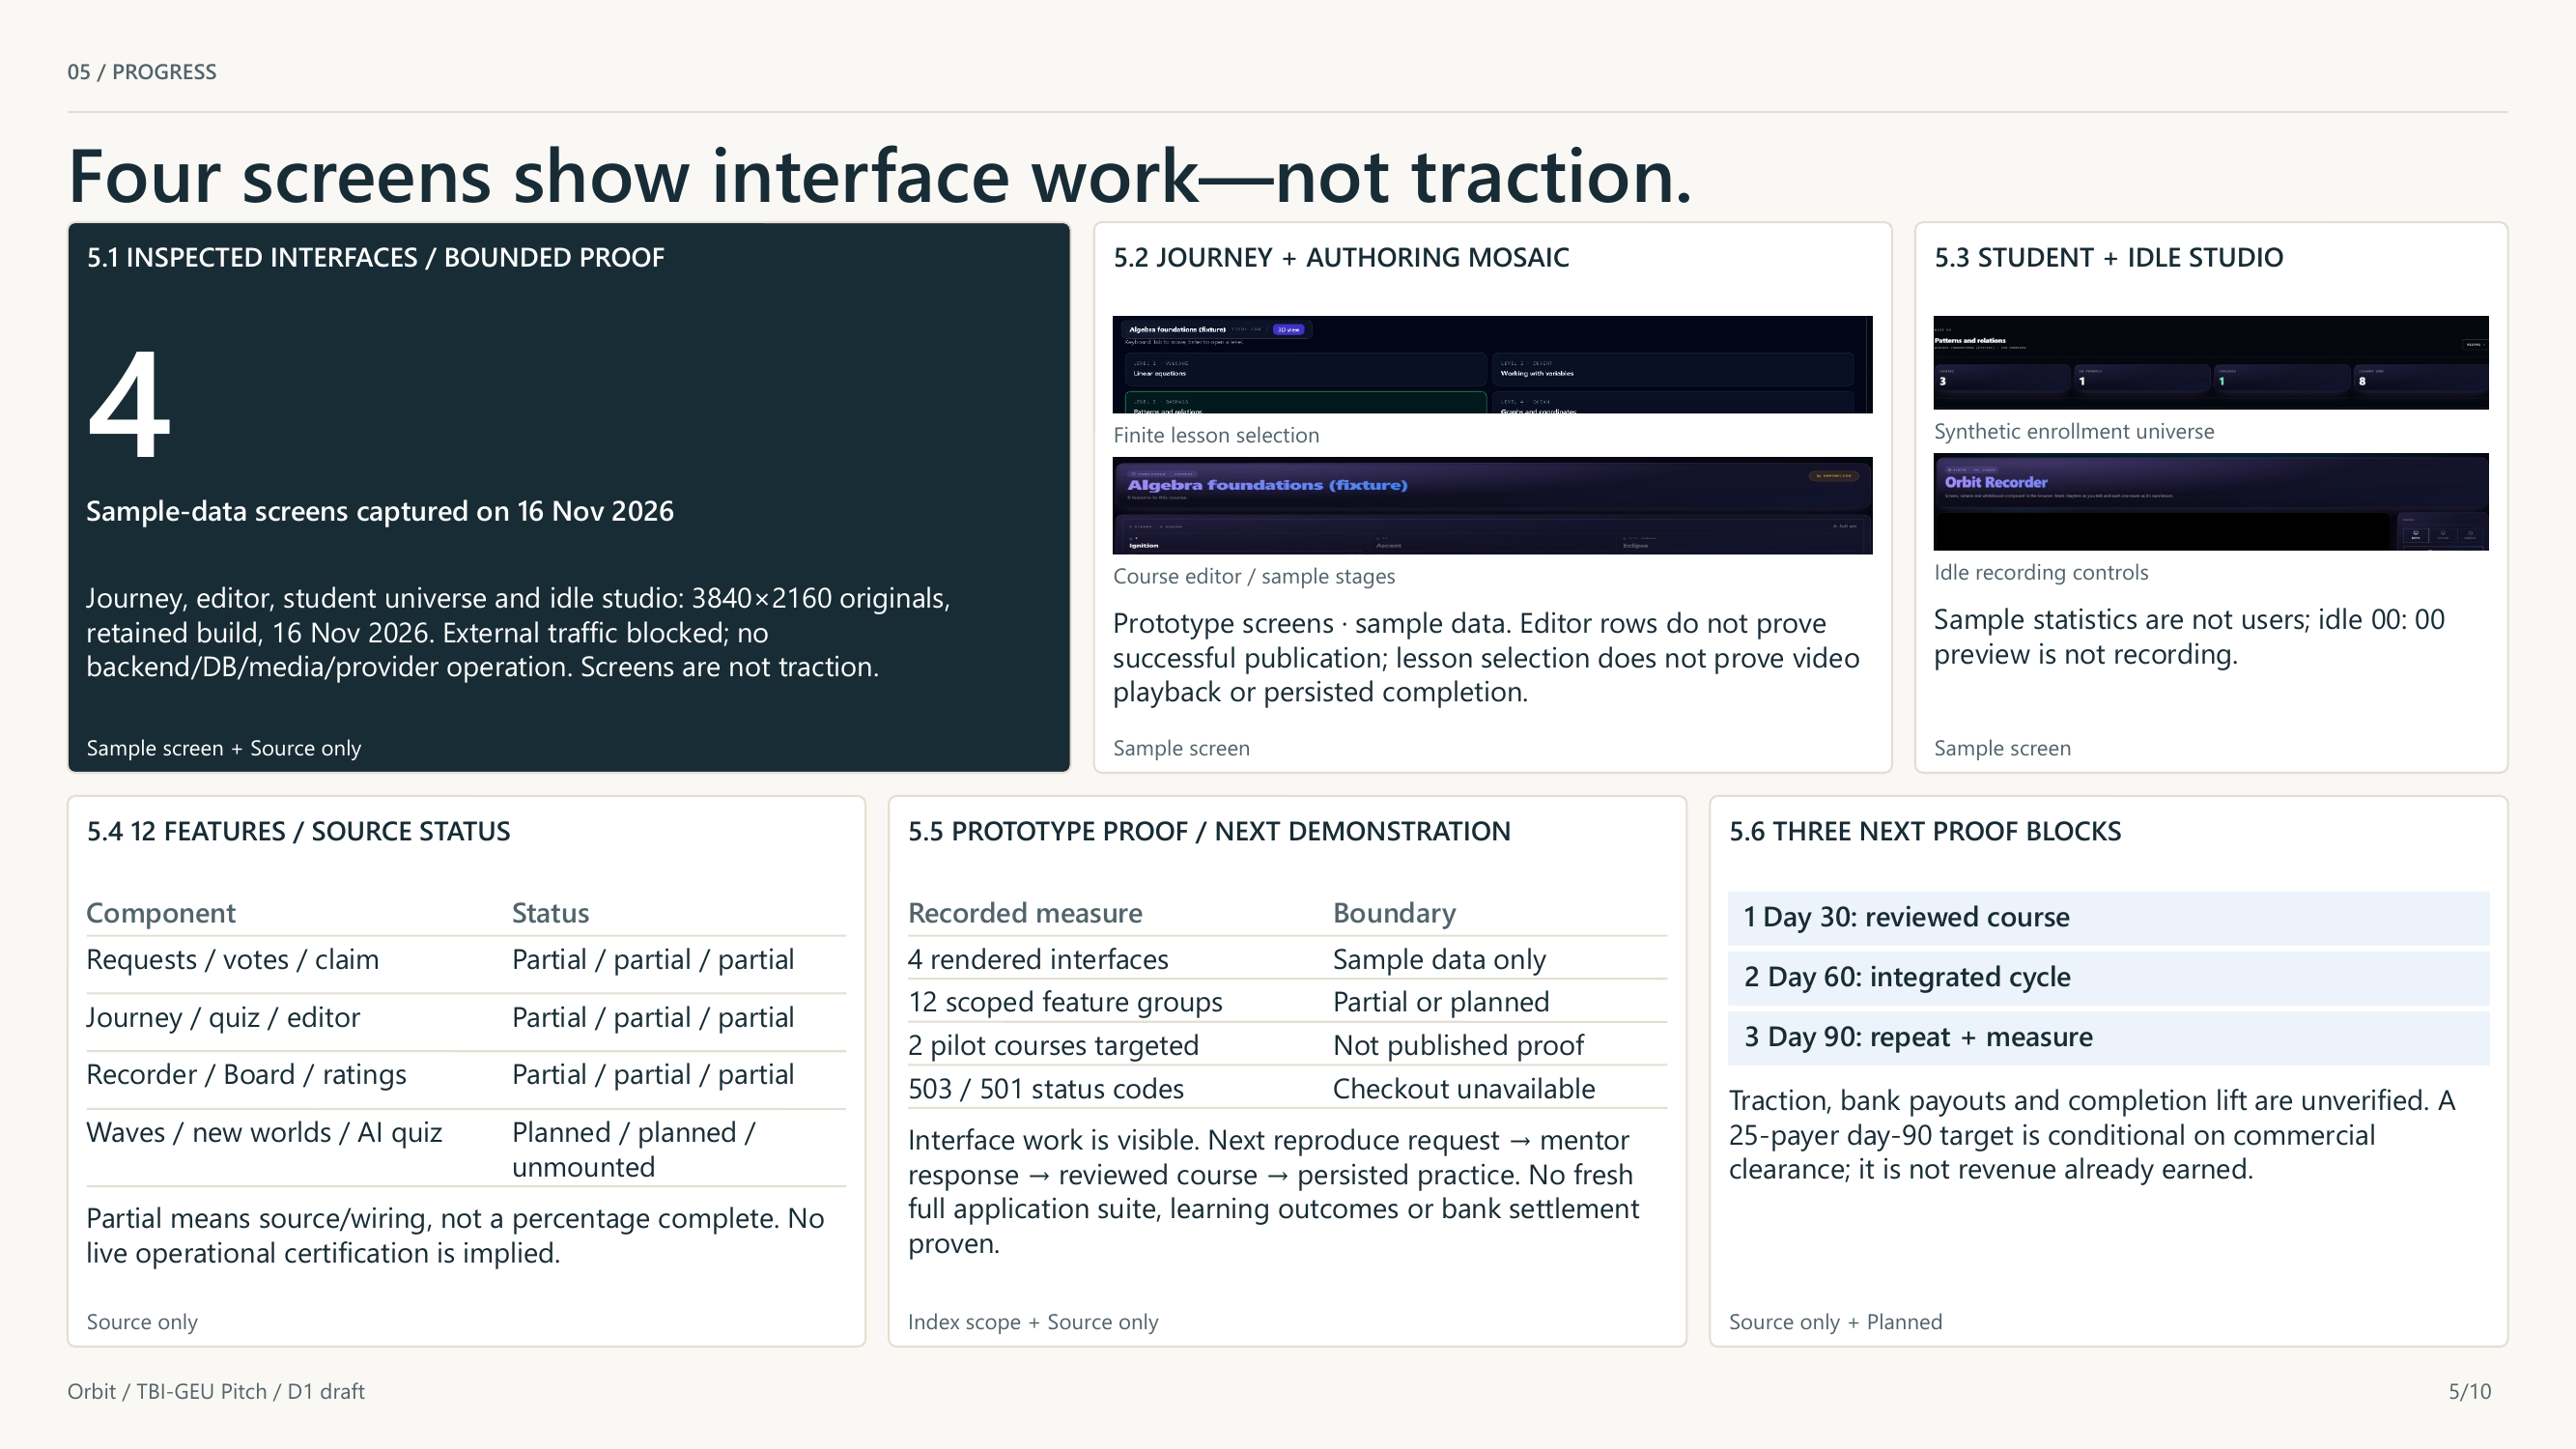 05 / PROGRESS
Four screens show interface work—not traction.
5.1 INSPECTED INTERFACES / BOUNDED PROOF
4
Sample-data screens captured on 16 Nov 2026
Journey, editor, student universe and idle studio: 3840×2160 originals,
retained build, 16 Nov 2026. External traffic blocked; no
backend/DB/media/provider operation. Screens are not traction.
Sample screen + Source only
5.2 JOURNEY + AUTHORING MOSAIC
Algebra foundations (fixture)
3D view
Keyboard: tab to move, Enter to open a level.
Linear equations
Working with variables
Patterns and relations
Graphs and coordinates
Finite lesson selection
Algebra foundations (fixture)
Ignition
Ascent
Eclipse
Course editor / sample stages
Prototype screens · sample data. Editor rows do not prove
successful publication; lesson selection does not prove video
playback or persisted completion.
Sample screen
5.3 STUDENT + IDLE STUDIO
Patterns and relations
3
1
1
8
Synthetic enrollment universe
Orbit Recorder
Idle recording controls
Sample statistics are not users; idle 00: 00
preview is not recording.
Sample screen
5.4 12 FEATURES / SOURCE STATUS
Component Status
Requests / votes / claim Partial / partial / partial
Journey / quiz / editor Partial / partial / partial
Recorder / Board / ratings Partial / partial / partial
Waves / new worlds / AI quiz Planned / planned /
unmounted
Partial means source/wiring, not a percentage complete. No
live operational certification is implied.
Source only
5.5 PROTOTYPE PROOF / NEXT DEMONSTRATION
Recorded measure Boundary
4 rendered interfaces Sample data only
12 scoped feature groups Partial or planned
2 pilot courses targeted Not published proof
503 / 501 status codes Checkout unavailable
Interface work is visible. Next reproduce request → mentor
response → reviewed course → persisted practice. No fresh
full application suite, learning outcomes or bank settlement
proven.
Index scope + Source only
5.6 THREE NEXT PROOF BLOCKS
1 Day 30: reviewed course
2 Day 60: integrated cycle
3 Day 90: repeat + measure
Traction, bank payouts and completion lift are unverified. A
25-payer day-90 target is conditional on commercial
clearance; it is not revenue already earned.
Source only + Planned
Orbit / TBI-GEU Pitch / D1 draft
5/10